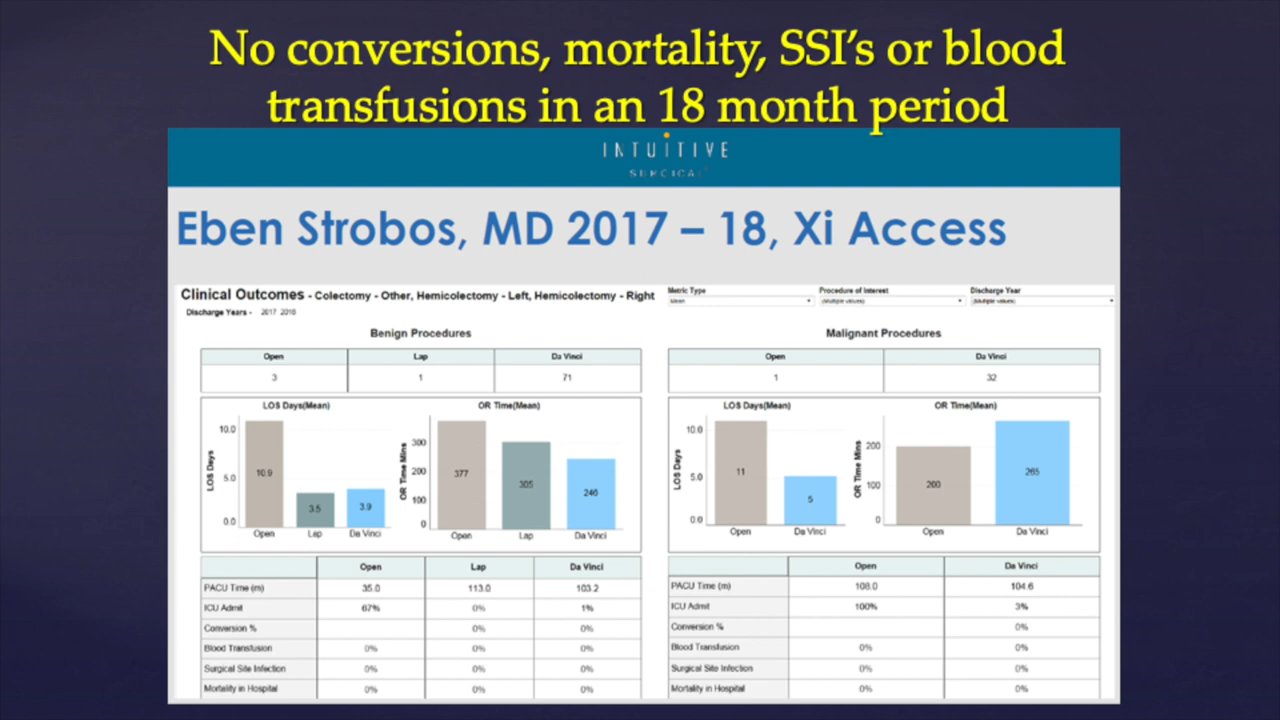 No conversions, mortality, SSI's or blood
transfusions in an 18 month period
INTUITIVE
SURGICAL
Eben Strobos, MD 2017 – 18, Xi Access
Clinical Outcomes - Colectomy - Other, Hemicolectomy - Left, Hemicolectomy - Right
Discharge Years - 2017 2018
Metric Type
Mean
Procedure of Interest
(Multiple values)
Discharge Year
(Multiple values)
Benign Procedures
Open Lap Da Vinci
3 1 71
LOS Days(Mean)
LOS Days
10.0
5.0
0.0
10.9
3.5
3.9
Open Lap Da Vinci
OR Time(Mean)
OR Time Mins
300
200
100
0
377
305
246
Open Lap Da Vinci
Open Lap Da Vinci
PACU Time (m) 35.0 113.0 103.2
ICU Admit 67% 0% 1%
Conversion % 0% 0%
Blood Transfusion 0% 0% 0%
Surgical Site Infection 0% 0% 0%
Mortality in Hospital 0% 0% 0%
Malignant Procedures
Open Da Vinci
1 32
LOS Days(Mean)
LOS Days
10.0
5.0
0.0
11
5
Open Da Vinci
OR Time(Mean)
OR Time Mins
200
100
0
200
265
Open Da Vinci
Open Da Vinci
PACU Time (m) 108.0 104.6
ICU Admit 100% 3%
Conversion % 0%
Blood Transfusion 0% 0%
Surgical Site Infection 0% 0%
Mortality in Hospital 0% 0%